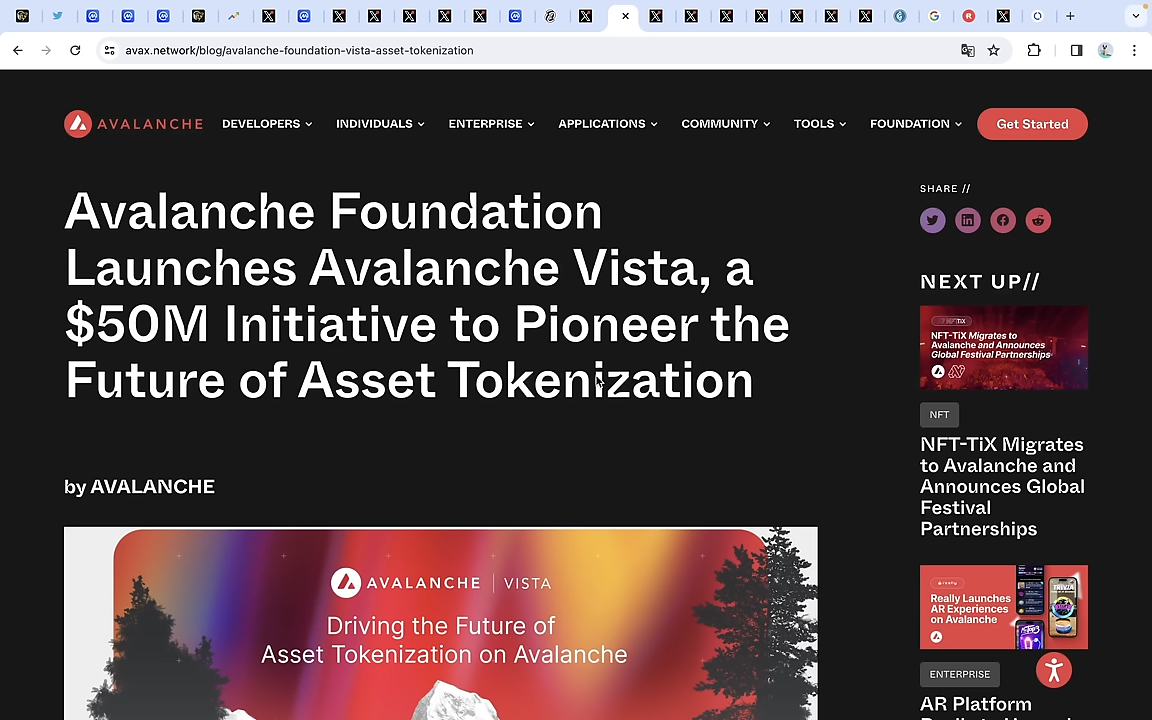 avax.network/blog/avalanche-foundation-vista-asset-tokenization
AVALANCHE
DEVELOPERS
INDIVIDUALS
ENTERPRISE
APPLICATIONS
COMMUNITY
TOOLS
FOUNDATION
Get Started
Avalanche Foundation
Launches Avalanche Vista, a
$50M Initiative to Pioneer the
Future of Asset Tokenization
by AVALANCHE
AVALANCHE | VISTA
Driving the Future of
Asset Tokenization on Avalanche
SHARE //
NEXT UP//
NFT-TiX Migrates to
Avalanche and Announces
Global Festival Partnerships
NFT
NFT-TiX Migrates
to Avalanche and
Announces Global
Festival
Partnerships
ready
Really Launches
AR Experiences
on Avalanche
TRIVIA
ENTERPRISE
AR Platform